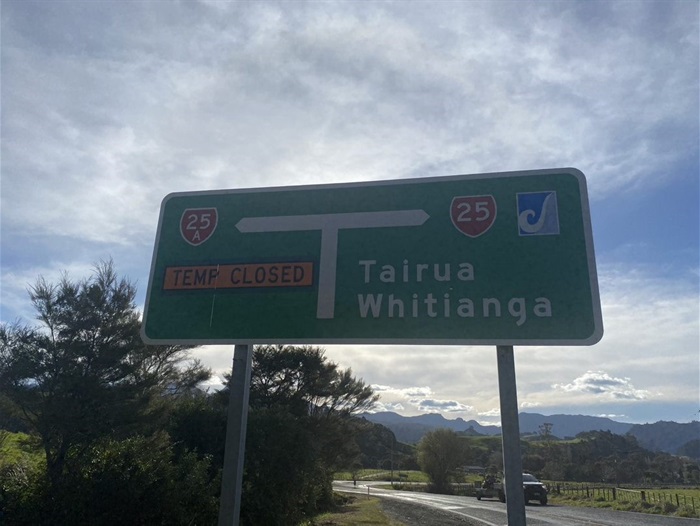 25
A
25
TEMP CLOSED
Tairua
Whitianga